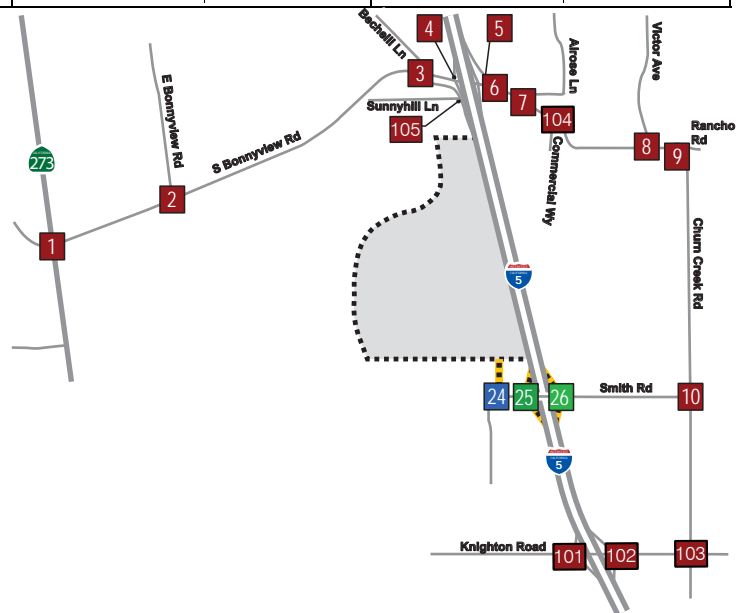 4
5
Bechelli Ln
Alrose Ln
Victor Ave
3
6
7
Sunnyhill Ln
104
105
Rancho
Rd
8
9
273
E Bonnyview Rd
S Bonnyview Rd
Commercial Wy
2
1
Churn Creek Rd
CALIFORNIA
5
24
25
26
Smith Rd
10
CALIFORNIA
5
Knighton Road
101
102
103